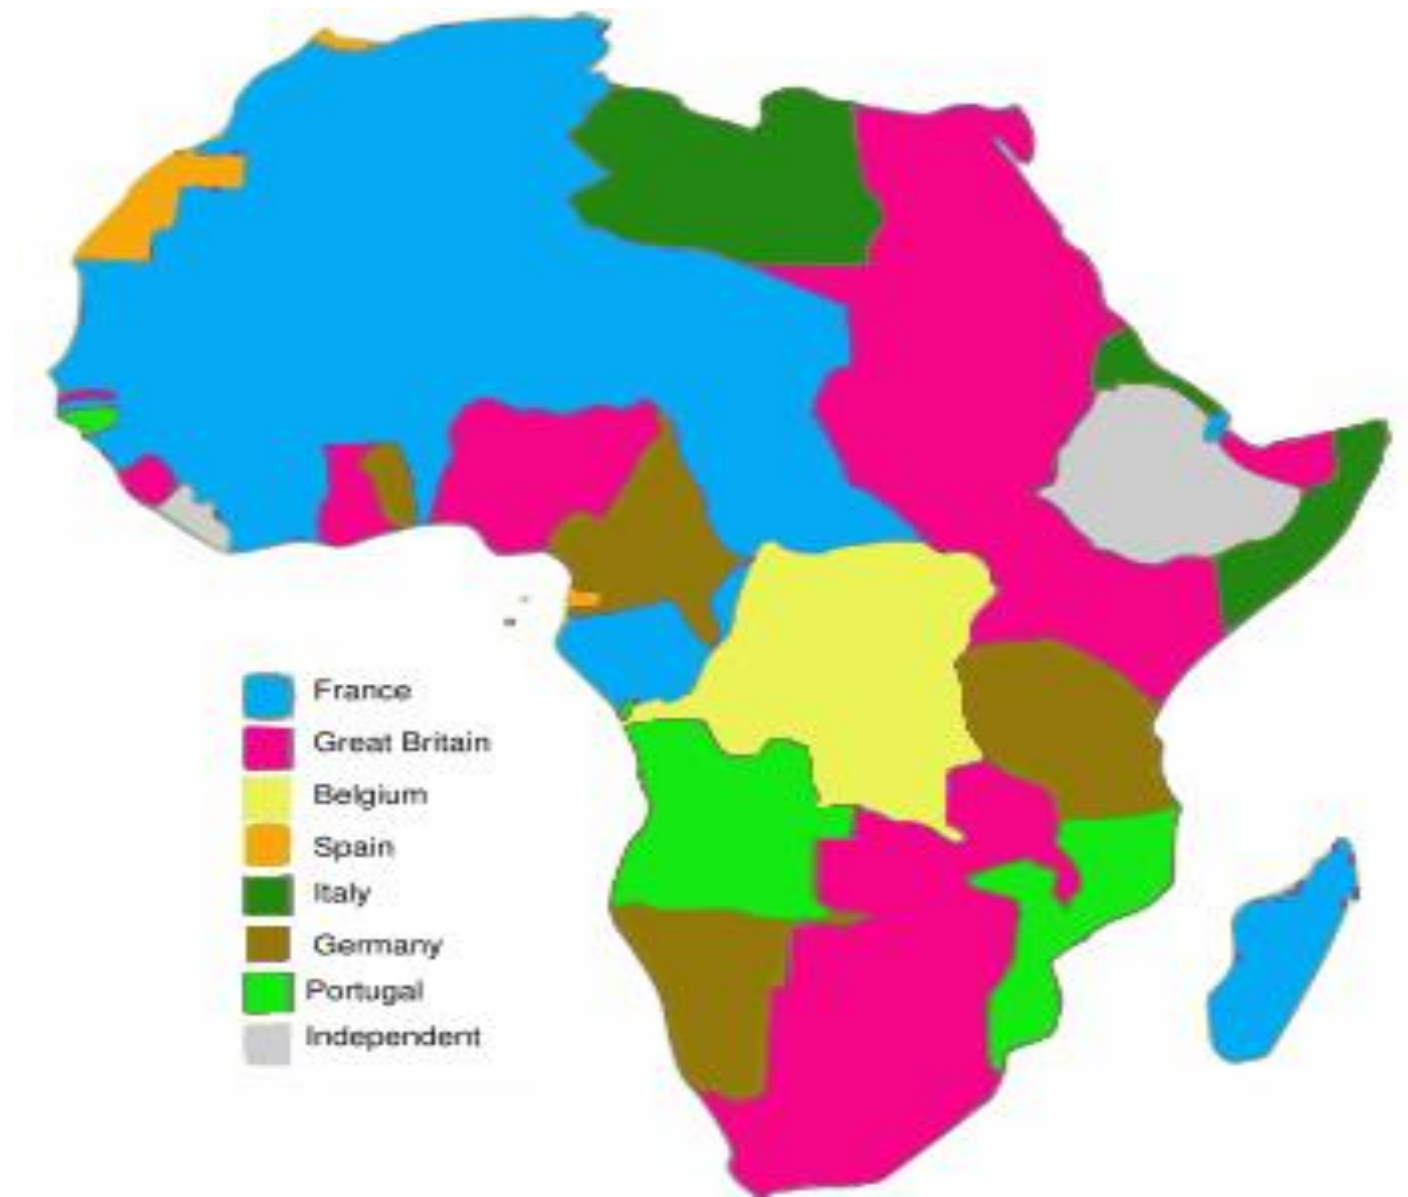 France
Great Britain
Belgium
Spain
Italy
Germany
Portugal
Independent